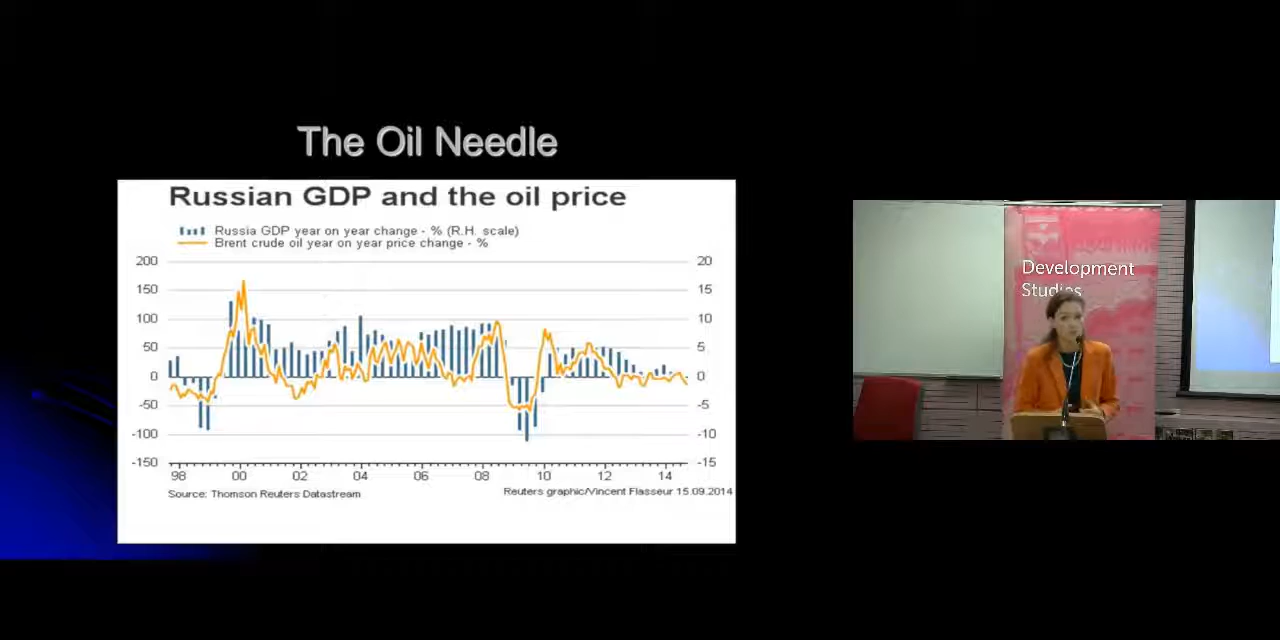 The Oil Needle
Russian GDP and the oil price
Russia GDP year on year change - % (R.H. scale)
Brent crude oil year on year price change - %
200 20
150 15
100 10
50 5
0 0
-50 -5
-100 -10
-150 -15
98 00 02 04 06 08 10 12 14
Source: Thomson Reuters Datastream
Reuters graphic/Vincent Flasseur 15.09.2014
Development
Studies